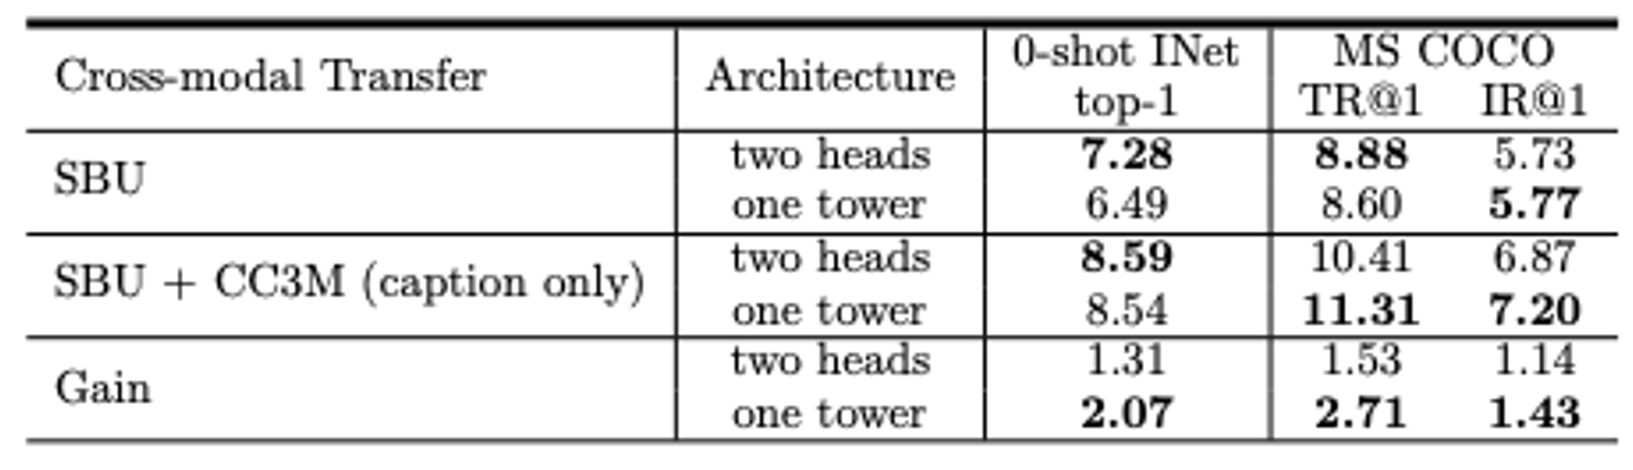 Cross-modal Transfer Architecture 0-shot INet top-1 MS COCO TR@1 IR@1
SBU two heads 7.28 8.88 5.73
one tower 6.49 8.60 5.77
SBU + CC3M (caption only) two heads 8.59 10.41 6.87
one tower 8.54 11.31 7.20
Gain two heads 1.31 1.53 1.14
one tower 2.07 2.71 1.43